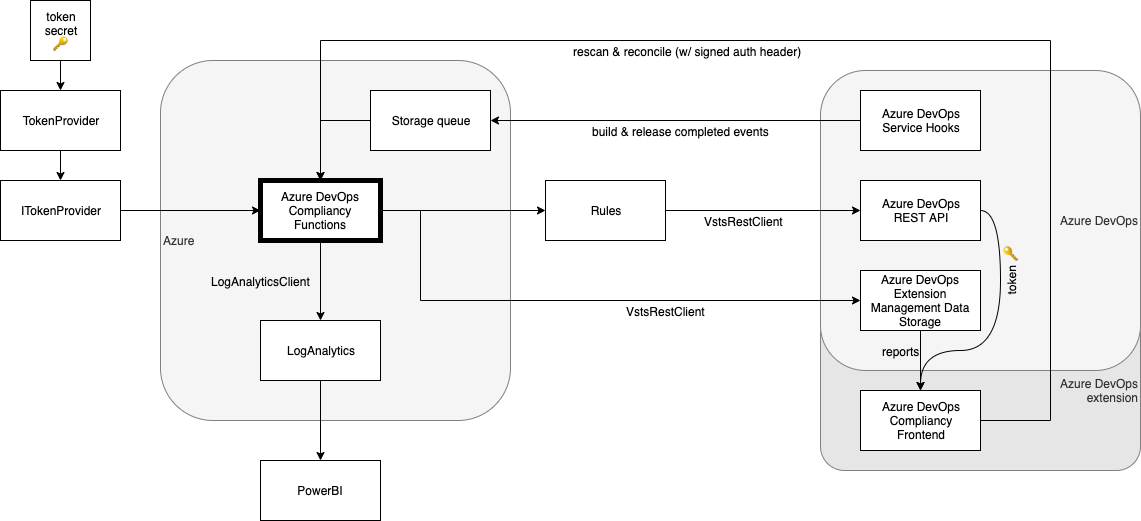 token
secret
🔑
rescan & reconcile (w/ signed auth header)
TokenProvider
Storage queue
build & release completed events
Azure DevOps
Service Hooks
ITokenProvider
Azure DevOps
Compliancy
Functions
Rules
VstsRestClient
Azure DevOps
REST API
Azure DevOps
Azure
🔑
token
LogAnalyticsClient
VstsRestClient
Azure DevOps
Extension
Management Data
Storage
LogAnalytics
reports
Azure DevOps
extension
Azure DevOps
Compliancy
Frontend
PowerBI